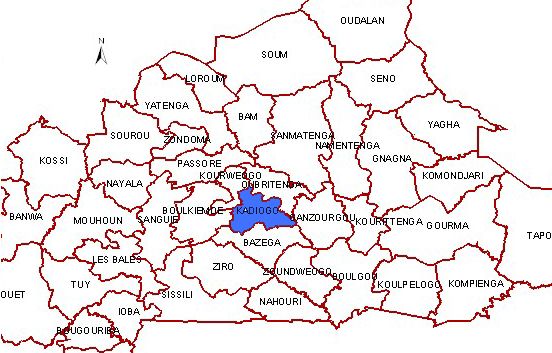 OUDALAN
N
SOUM
LOROUM
SENO
YATENGA
BAM
YAGHA
SOUROU
ZONDOMA
SANMATENGA
NAMENTENGA
GNAGNA
KOSSI
PASSORE
KOURWEOGO
KOMONDJARI
NAYALA
OUBRITENDA
BANWA
MOUHOUN
SANGUIE
BOULKIEMDE
KADIOGO
GANZOURGOU
KOURITTENGA
GOURMA
TAPO
BAZEGA
LES BALES
ZIRO
ZOUNDWEOGO
BOULGOU
KOULPELOGO
KOMPIENGA
OUET
TUY
SISSILI
NAHOURI
IOBA
BOUGOURIBA